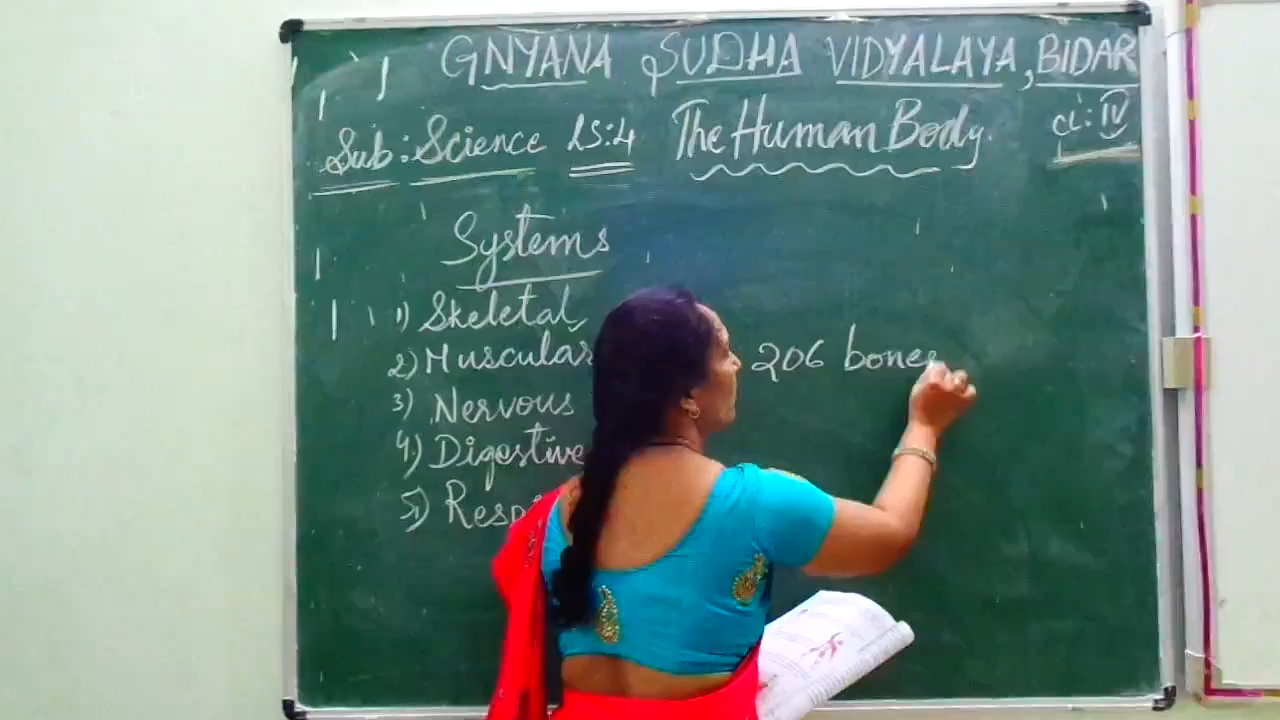 GNYANA SUDHA VIDYALAYA, BIDAR
Sub: Science LS:4 The Human Body. cl: IV
Systems
1) Skeletal
2) Muscular
206 bones
3) Nervous
4) Digestive
5)